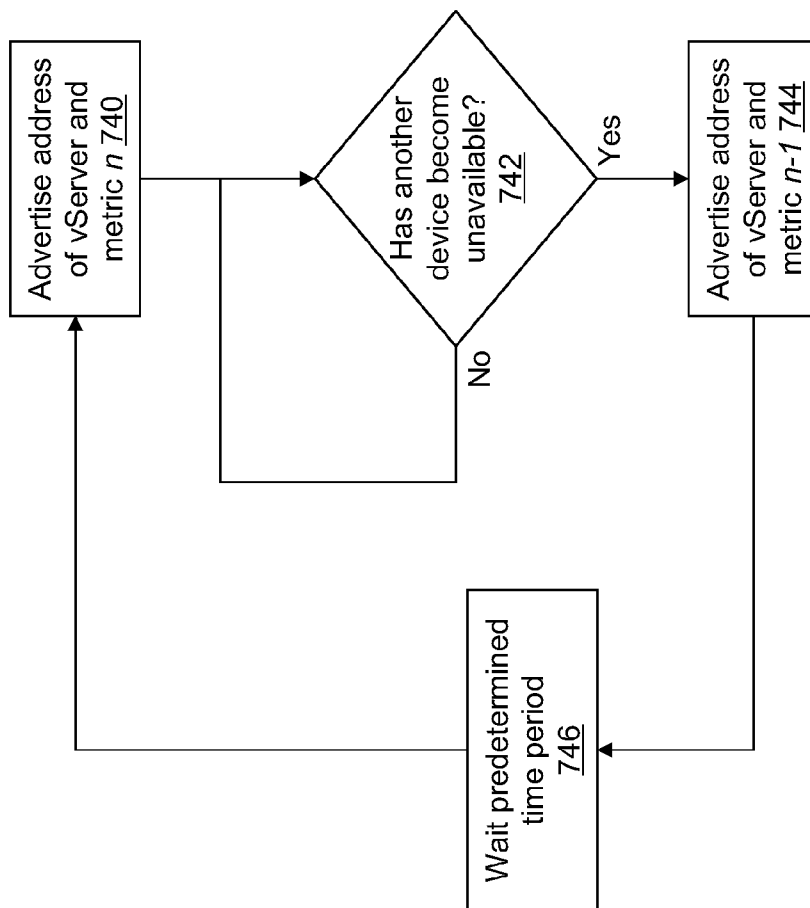 Advertise address
of vServer and
metric n 740
Has another
device become
unavailable?
742
No
Yes
Advertise address
of vServer and
metric n-1 744
Wait predetermined
time period
746